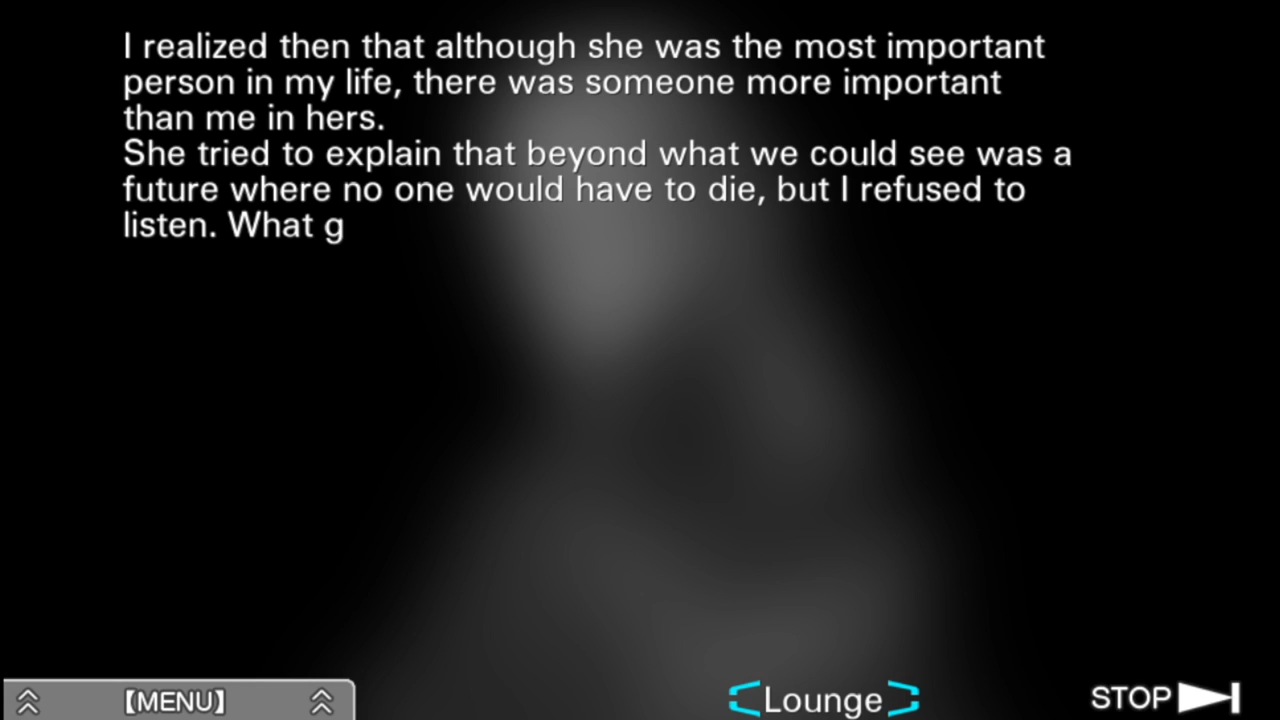 I realized then that although she was the most important
person in my life, there was someone more important
than me in hers.
She tried to explain that beyond what we could see was a
future where no one would have to die, but I refused to
listen. What g
【MENU】
Lounge
STOP